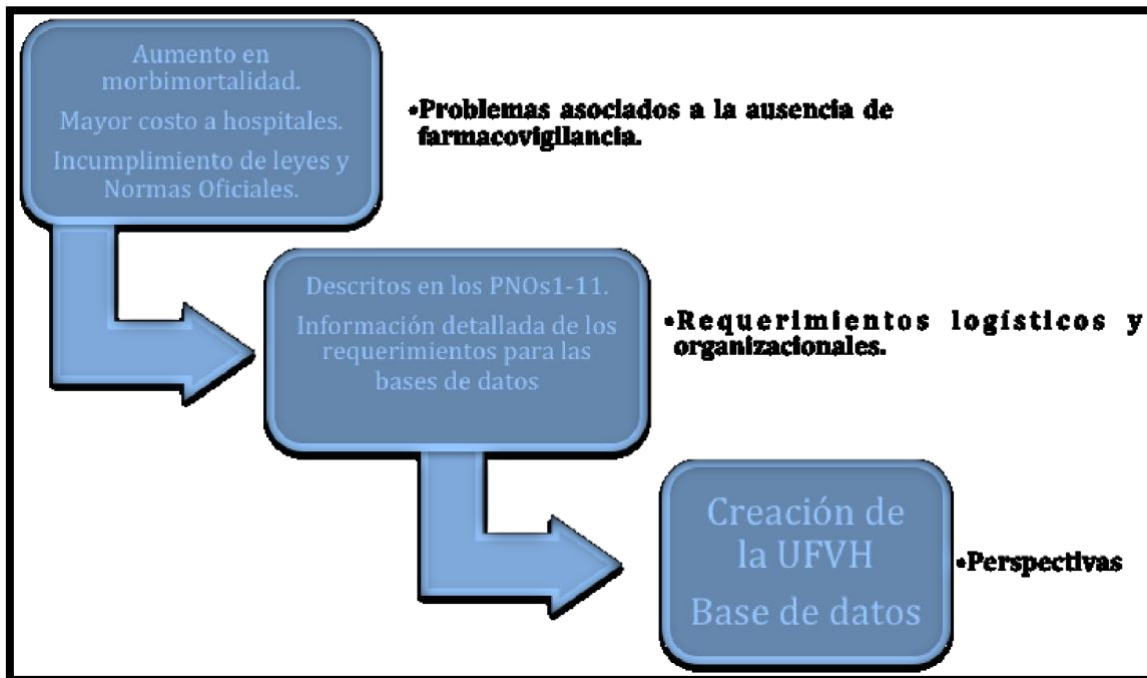 Aumento en
morbimortalidad.
Mayor costo a hospitales.
Incumplimiento de leyes y
Normas Oficiales.
•Problemas asociados a la ausencia de
farmacovigilancia.
Descritos en los PNOs1-11.
Información detallada de los
requerimientos para las
bases de datos
•Requerimientos logísticos y
organizacionales.
Creación de
la UFVH
Base de datos
•Perspectivas